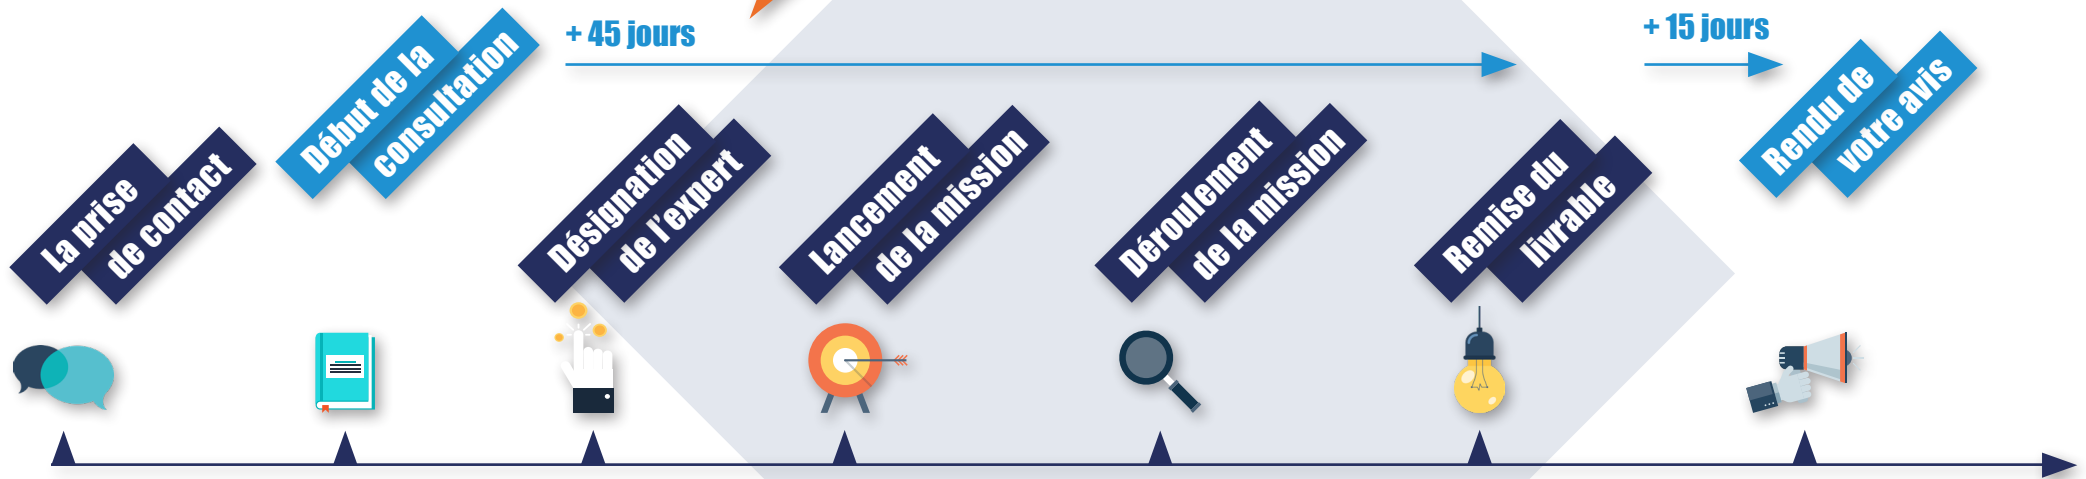 La prise
de contact
Début de la
consultation
+ 45 jours
Désignation
de l'expert
Lancement
de la mission
Déroulement
de la mission
Remise du
livrable
+ 15 jours
Rendu de
votre avis